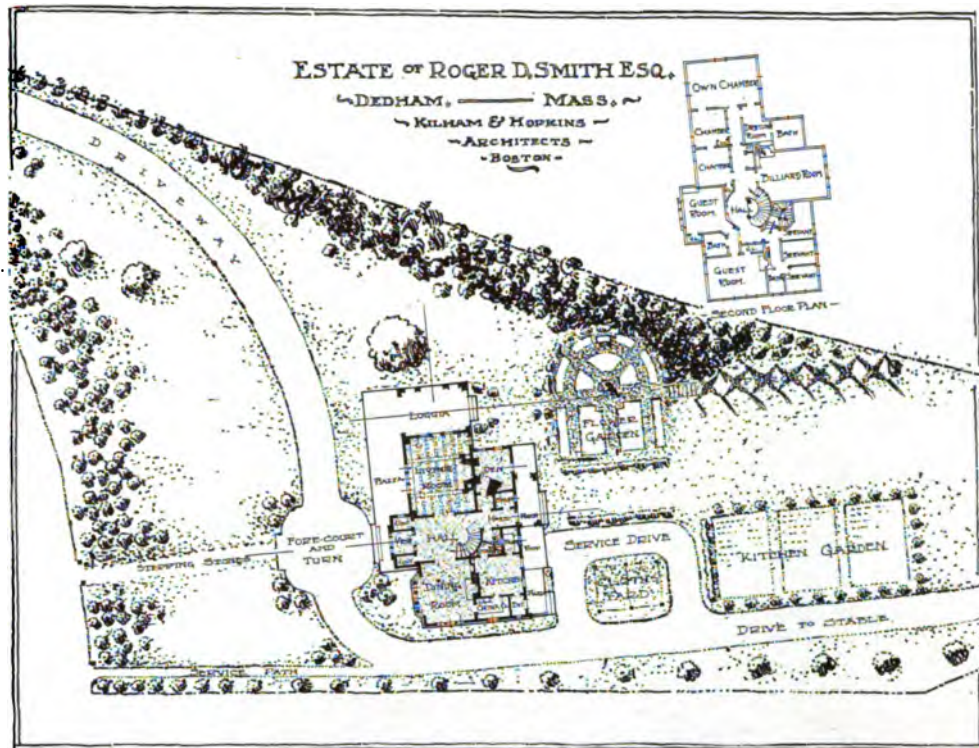 ESTATE OF ROGER D. SMITH ESQ.
DEDHAM. MASS.
KILHAM & HOPKINS
ARCHITECTS
BOSTON
OWN CHAMBER
CHAMBER
ROOM
BATH
CHAMBER
BILLIARD ROOM
GUEST
ROOM
HALL
BATH
GUEST
ROOM
SERVANT
SERVANT
SECOND FLOOR PLAN
DRIVEWAY
LOGGIA
FLOWER
GARDEN
DEN
HALL
FORE-COURT
AND
TURN
STEPPING STONES
DINING
ROOM
KITCHEN
SERVICE DRIVE
YARD
KITCHEN GARDEN
DRIVE TO STABLE
SERVICE PATH